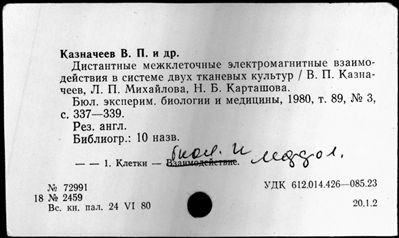 Казначеев В. П. и др.
Дистантные межклеточные электромагнитные взаимо-
действия в системе двух тканевых культур / В. П. Казна-
чеев, Л. П. Михайлова, Н. Б. Карташова.
Бюл. эксперим. биологии и медицины, 1980, т. 89, № 3,
с. 337—339.
Рез. англ.
Библиогр.: 10 назв.
биол. и
— — 1. Клетки — Взаимодействие.
№ 72991
УДК 612.014.426—085.23
18 № 2459
Вс. кн. пал. 24 VI 80
20.1.2